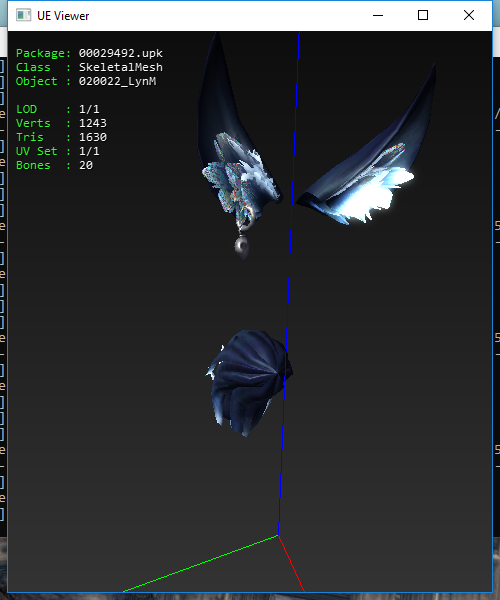 UE Viewer
Package: 00029492.upk
Class : SkeletalMesh
Object : 020022_LynM
LOD : 1/1
Verts : 1243
Tris : 1630
UV Set : 1/1
Bones : 20